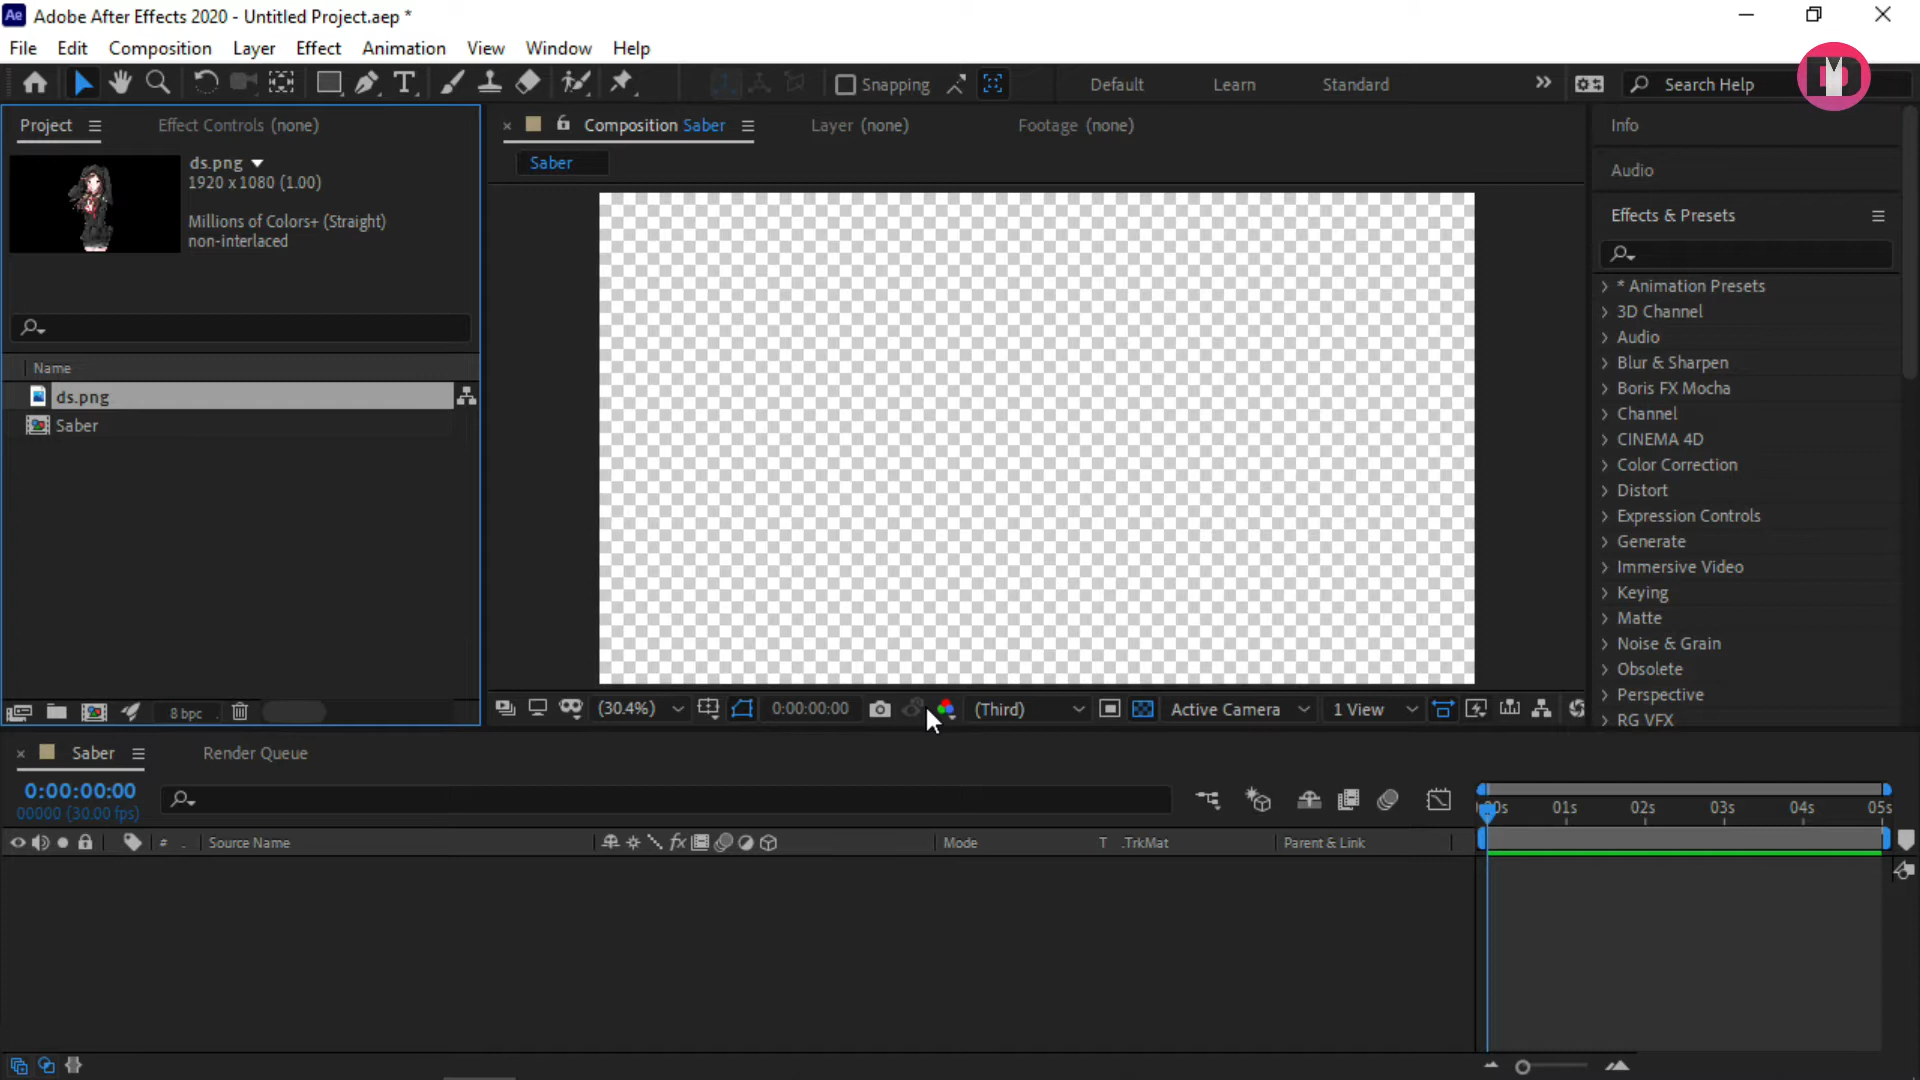 Ae Adobe After Effects 2020 - Untitled Project.aep *
File Edit Composition Layer Effect Animation View Window Help
T Snapping Default Learn Standard Search Help
Project Effect Controls (none) Composition Saber Layer (none) Footage (none) Info
ds.png
1920 x 1080 (1.00)
Millions of Colors+ (Straight)
non-interlaced
Saber
Audio
Effects & Presets
Name
ds.png
Saber
* Animation Presets
3D Channel
Audio
Blur & Sharpen
Boris FX Mocha
Channel
CINEMA 4D
Color Correction
Distort
Expression Controls
Generate
Immersive Video
Keying
Matte
Noise & Grain
Obsolete
Perspective
RG VFX
8 bpc (30.4%) 0:00:00:00 (Third) Active Camera 1 View
Saber Render Queue
0:00:00:00
00000 (30.00 fps)
00s 01s 02s 03s 04s 05s
# . Source Name fx Mode T .TrkMat Parent & Link